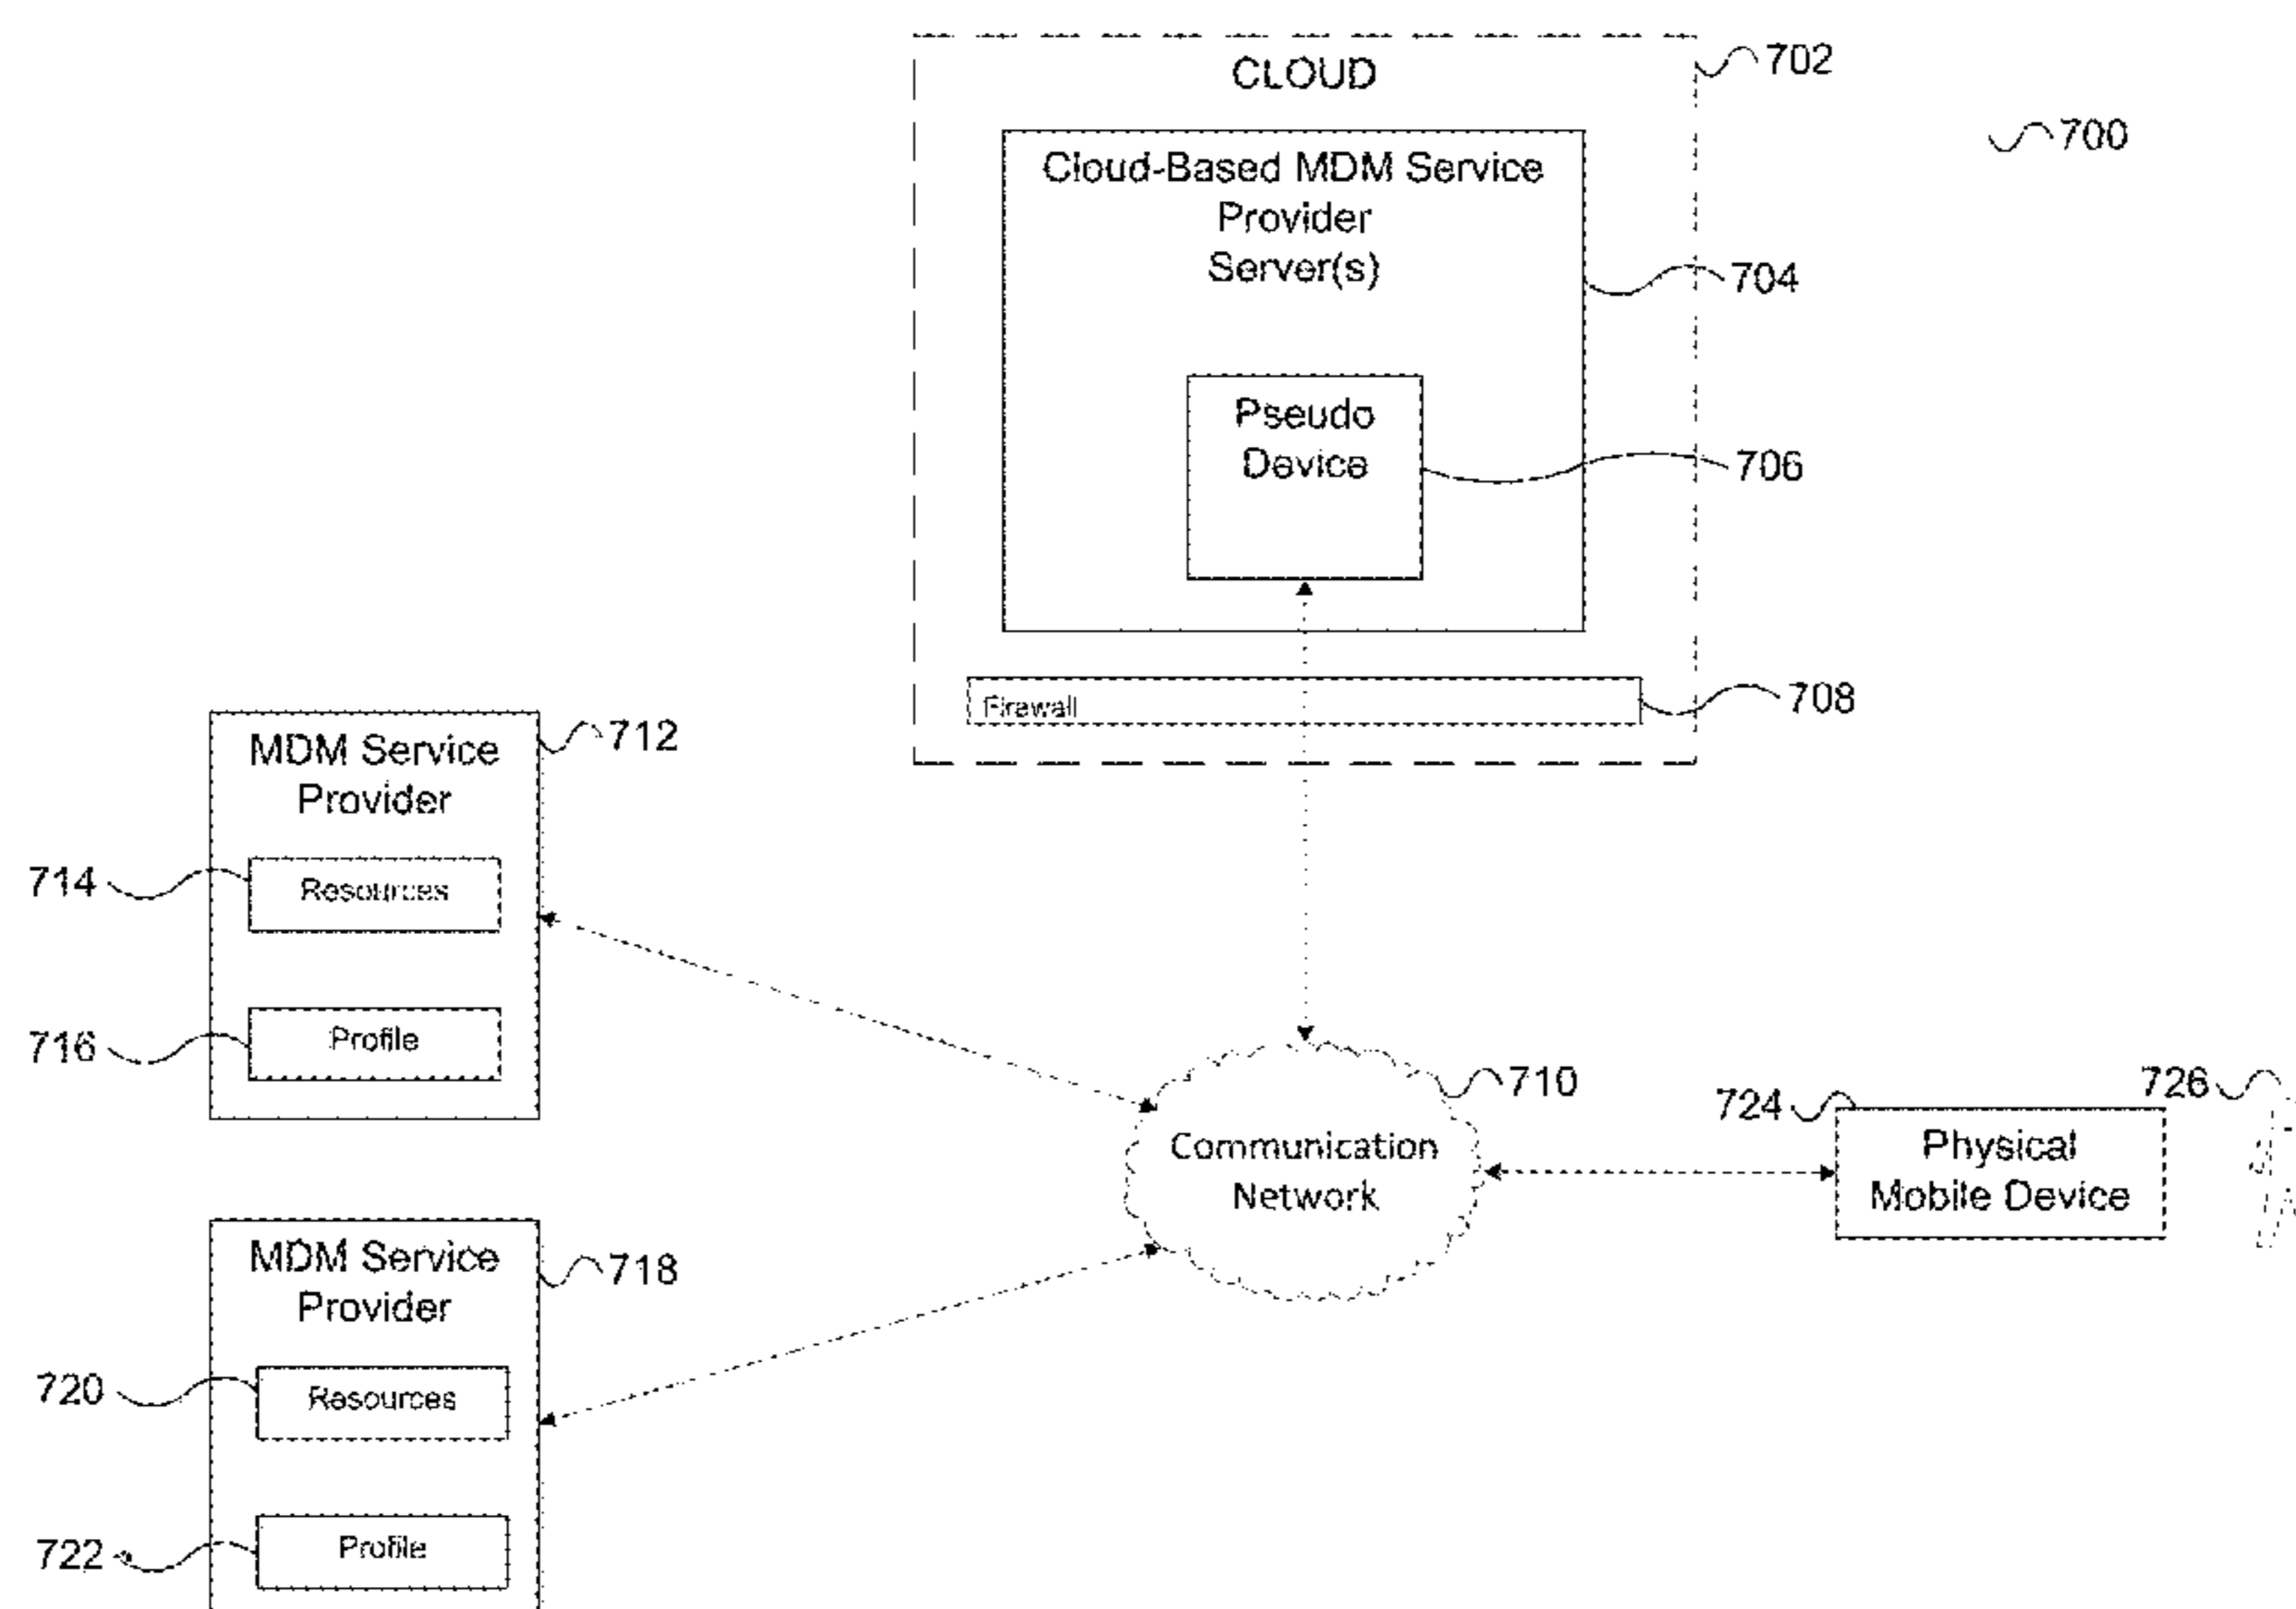 CLOUD
702
700
Cloud-Based MDM Service
Provider
Server(s)
704
Pseudo
Device
706
Firewall
708
MDM Service
Provider
712
714
Resources
716
Profile
710
Communication
Network
724
Physical
Mobile Device
726
MDM Service
Provider
718
720
Resources
722
Profile